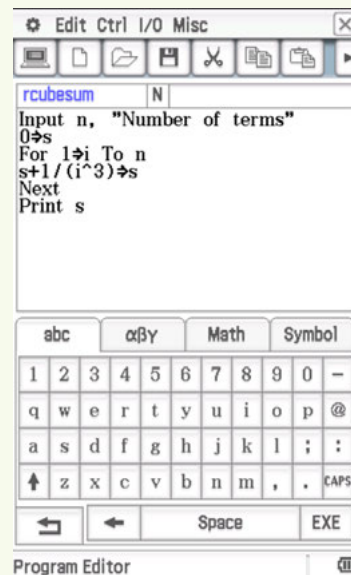 Edit Ctrl I/O Misc
rcubesum N
Input n, "Number of terms"
0⇒s
For 1⇒i To n
s+1/(i^3)⇒s
Next
Print s
abc αβγ Math Symbol
1 2 3 4 5 6 7 8 9 0 −
q w e r t y u i o p @
a s d f g h j k l ; :
z x c v b n m , . CAPS
Space EXE
Program Editor